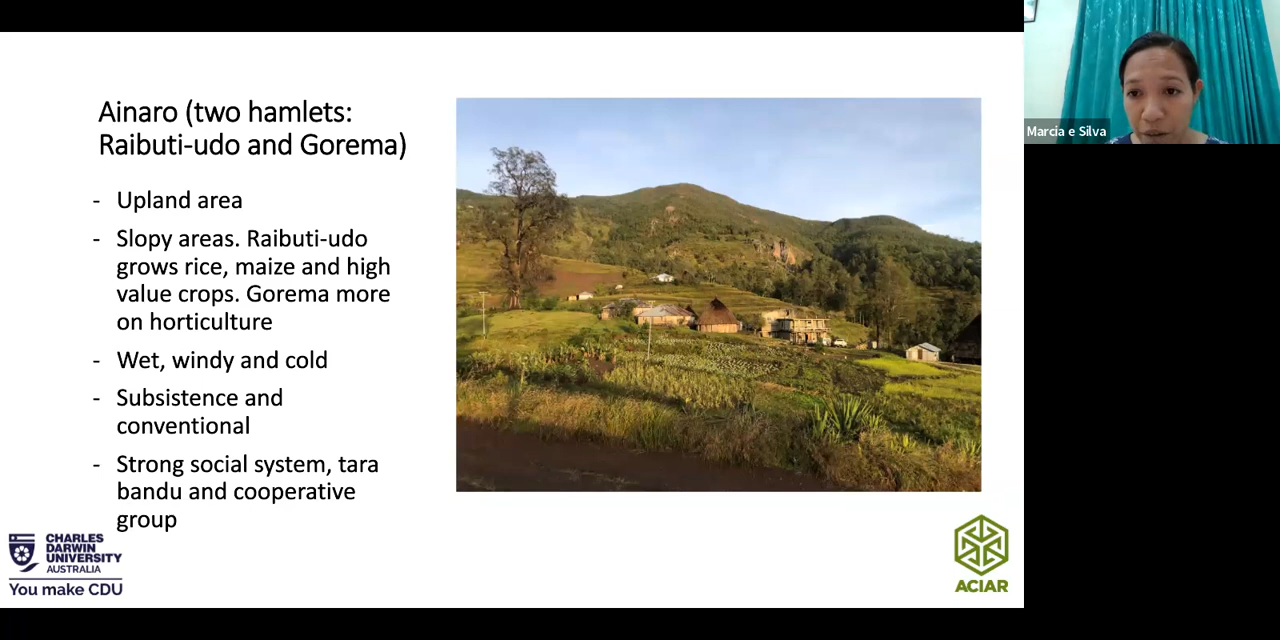 Ainaro (two hamlets:
Raibuti-udo and Gorema)
- Upland area
- Slopy areas. Raibuti-udo
grows rice, maize and high
value crops. Gorema more
on horticulture
- Wet, windy and cold
- Subsistence and
conventional
- Strong social system, tara
bandu and cooperative
group
CHARLES
DARWIN
UNIVERSITY
AUSTRALIA
You make CDU
ACIAR
Marcia e Silva